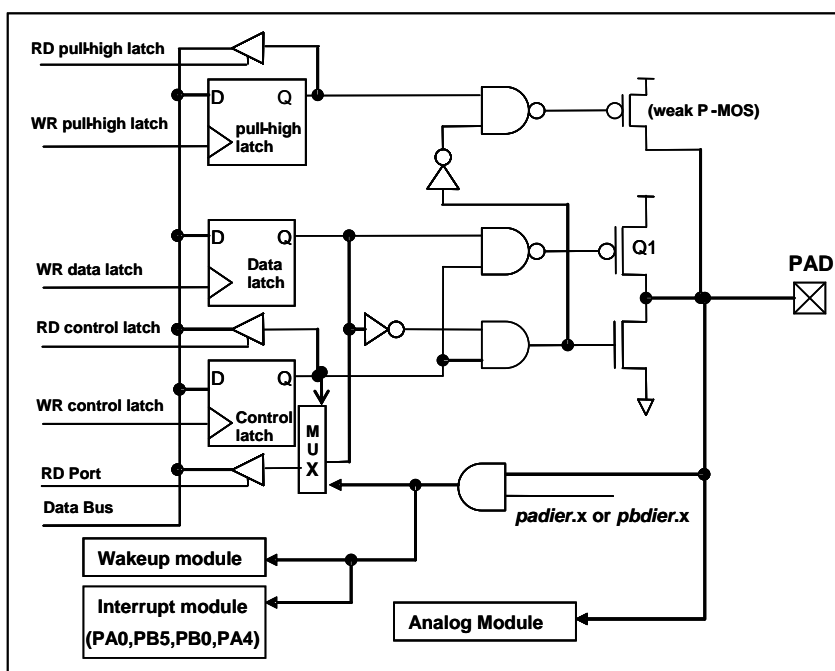 RD pull-high latch
D
Q
WR pull-high latch
pull-high
latch
(weak P-MOS)
D
Q
Data
latch
WR data latch
Q1
PAD
RD control latch
D
Q
WR control latch
Control
latch
MUX
RD Port
Data Bus
padier.x or pbdier.x
Wakeup module
Interrupt module
(PA0,PB5,PB0,PA4)
Analog Module